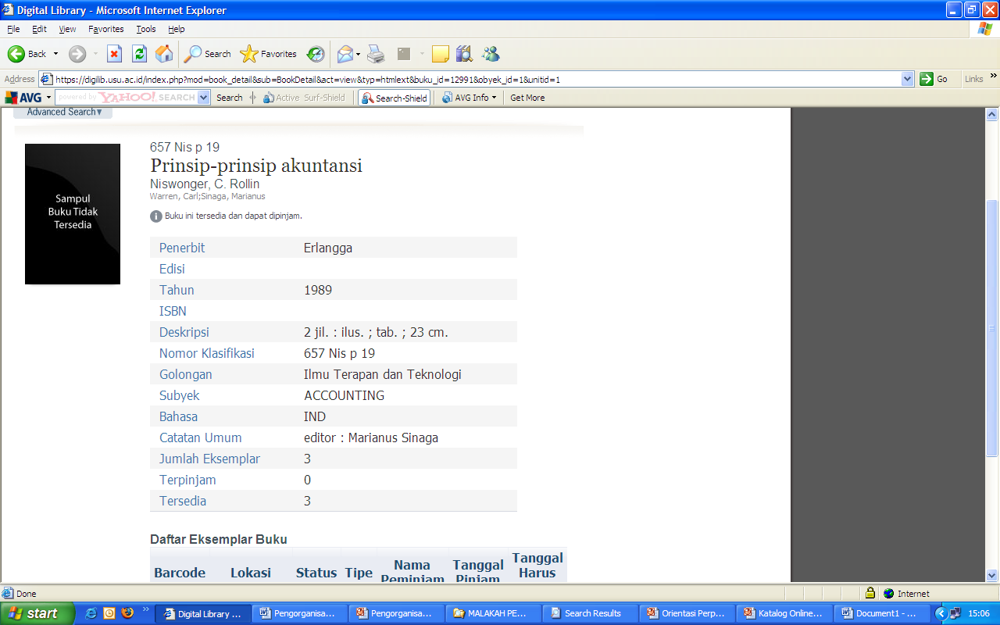 Digital Library - Microsoft Internet Explorer
File Edit View Favorites Tools Help
Back Search Favorites
Address https://digilib.usu.ac.id/index.php?mod=book_detail&sub=BookDetail&act=view&typ=htmlext&buku_id=12991&obyek_id=1&unitid=1 Go Links »
AVG powered by YAHOO! SEARCH Search Active Surf-Shield Search-Shield AVG Info Get More
Advanced Search
657 Nis p 19
Prinsip-prinsip akuntansi
Niswonger, C. Rollin
Warren, Carl;Sinaga, Marianus
Buku ini tersedia dan dapat dipinjam.
Sampul
Buku Tidak
Tersedia
Penerbit Erlangga
Edisi
Tahun 1989
ISBN
Deskripsi 2 jil. : ilus. ; tab. ; 23 cm.
Nomor Klasifikasi 657 Nis p 19
Golongan Ilmu Terapan dan Teknologi
Subyek ACCOUNTING
Bahasa IND
Catatan Umum editor : Marianus Sinaga
Jumlah Eksemplar 3
Terpinjam 0
Tersedia 3
Daftar Eksemplar Buku
Barcode Lokasi Status Tipe Nama Peminjam Tanggal Pinjam Tanggal Harus
Done Internet
start » Digital Library ... Pengorganisa... Pengorganisa... MALAKAH PE... Search Results Orientasi Perp... Katalog Online... Document1 - ... 15:06